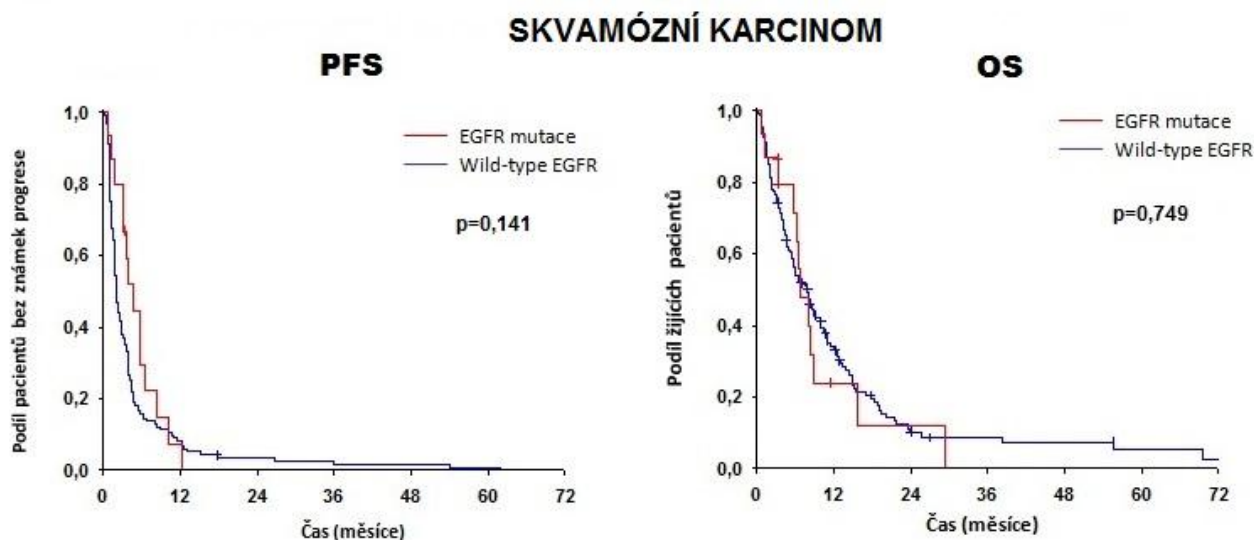 SKVAMÓZNÍ KARCINOM
PFS
Podíl pacientů bez známek progrese
1,0
0,8
0,6
0,4
0,2
0,0
EGFR mutace
Wild-type EGFR
p=0,141
0 12 24 36 48 60 72
Čas (měsíce)
OS
Podíl žijících pacientů
1,0
0,8
0,6
0,4
0,2
0,0
EGFR mutace
Wild-type EGFR
p=0,749
0 12 24 36 48 60 72
Čas (měsíce)